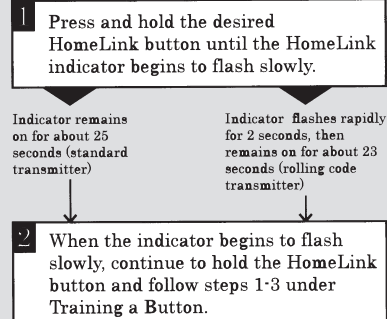 1 Press and hold the desired
HomeLink button until the HomeLink
indicator begins to flash slowly.
Indicator remains
on for about 25
seconds (standard
transmitter)
Indicator flashes rapidly
for 2 seconds, then
remains on for about 23
seconds (rolling code
transmitter)
2 When the indicator begins to flash
slowly, continue to hold the HomeLink
button and follow steps 1-3 under
Training a Button.